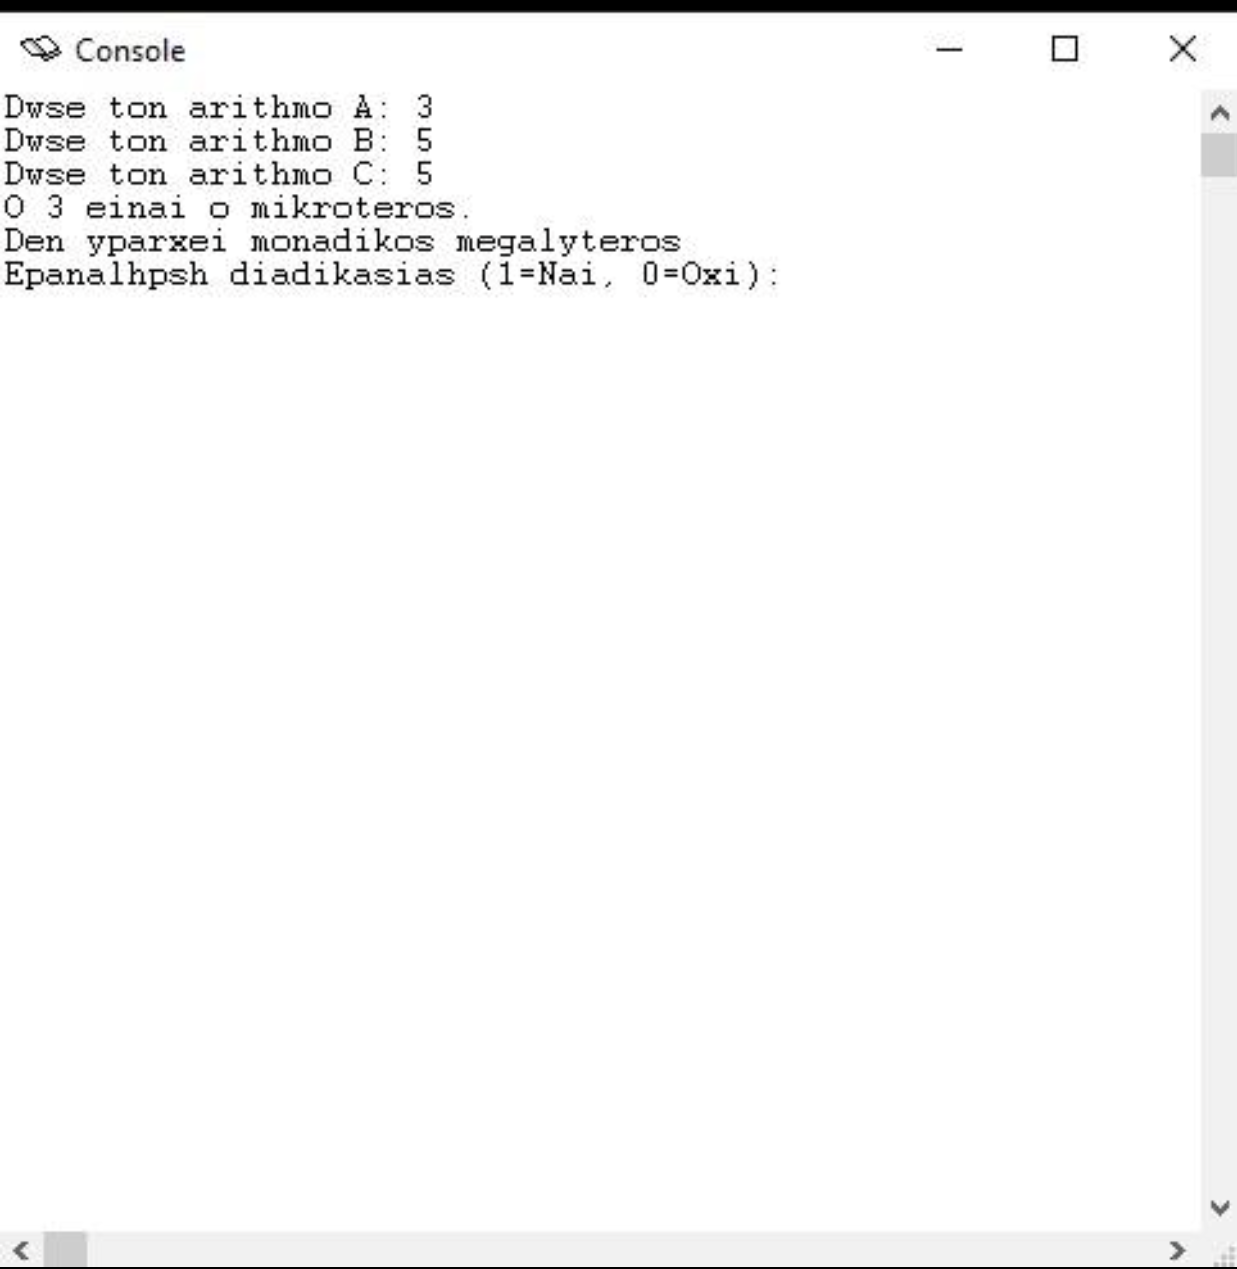 Console
Dwse ton arithmo A: 3
Dwse ton arithmo B: 5
Dwse ton arithmo C: 5
O 3 einai o mikroteros.
Den yparxei monadikos megalyteros
Epanalhpsh diadikasias (1=Nai, 0=Oxi):